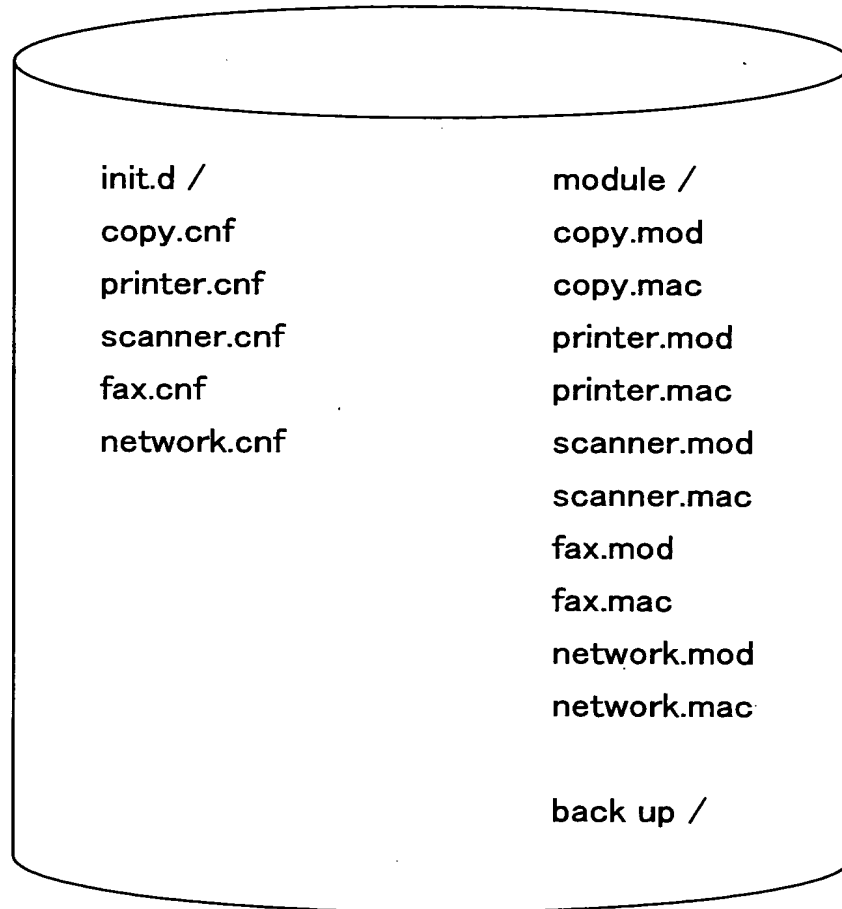 init.d /
copy.cnf
printer.cnf
scanner.cnf
fax.cnf
network.cnf
module /
copy.mod
copy.mac
printer.mod
printer.mac
scanner.mod
scanner.mac
fax.mod
fax.mac
network.mod
network.mac
back up /